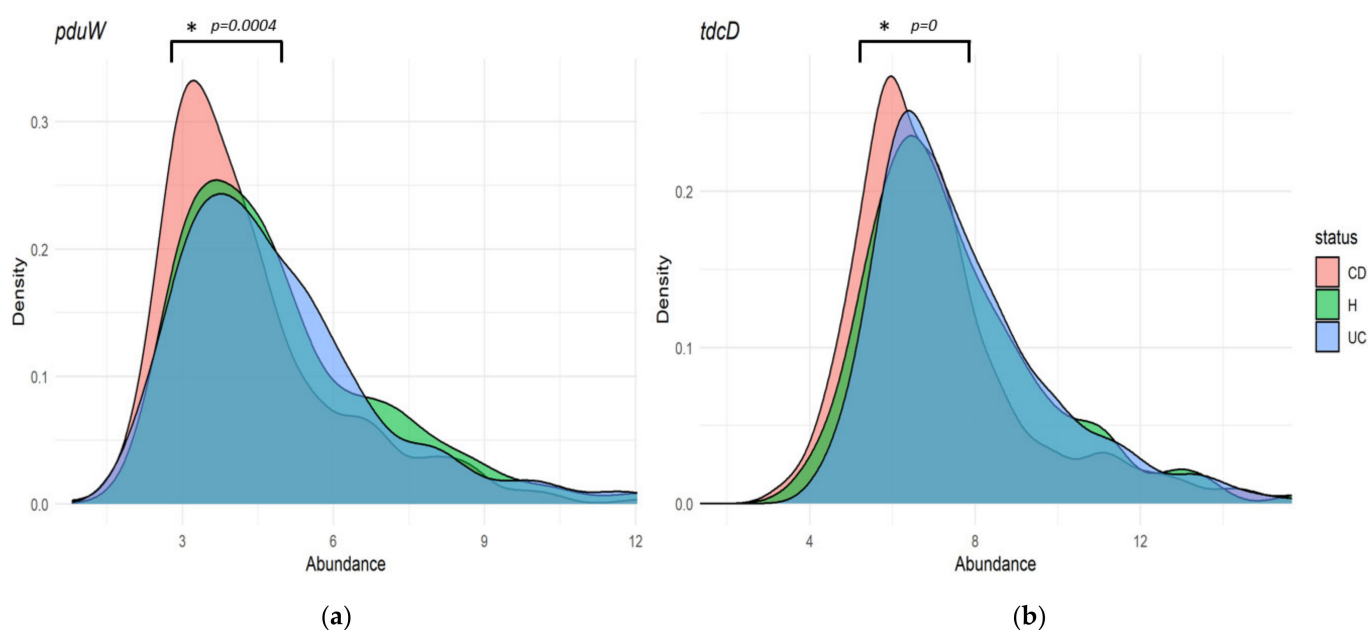 pduW
* p=0.0004
0.3
0.2
0.1
0.0
Density
3 6 9 12
Abundance
(a)
tdcD
* p=0
0.2
0.1
0.0
Density
4 8 12
Abundance
(b)
status
CD
H
UC